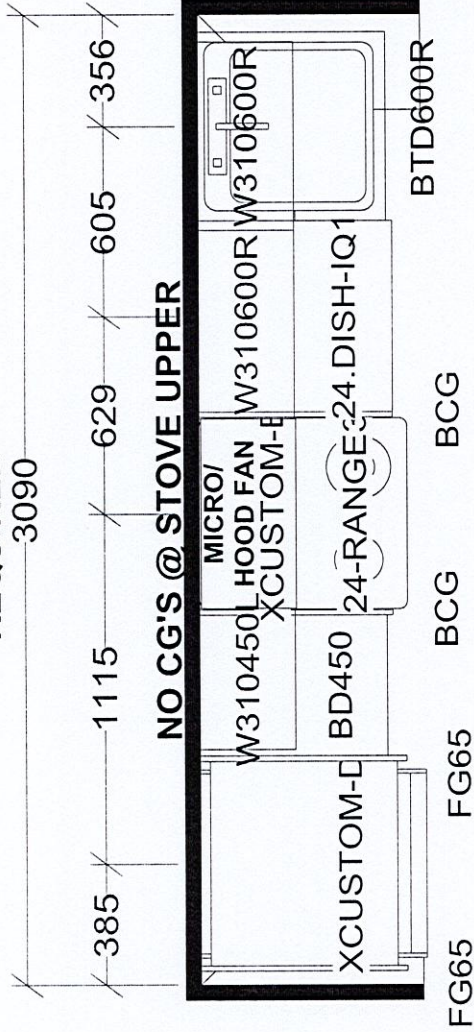 3090
385
1115
629
605
356
NO CG'S @ STOVE UPPER
MICRO/
HOOD FAN
W310450L
XCUSTOM-E
W310600R
W310600R
XCUSTOM-D
BD450
24-RANGE
24.DISH-IQ1
BTD600R
FG65
FG65
BCG
BCG